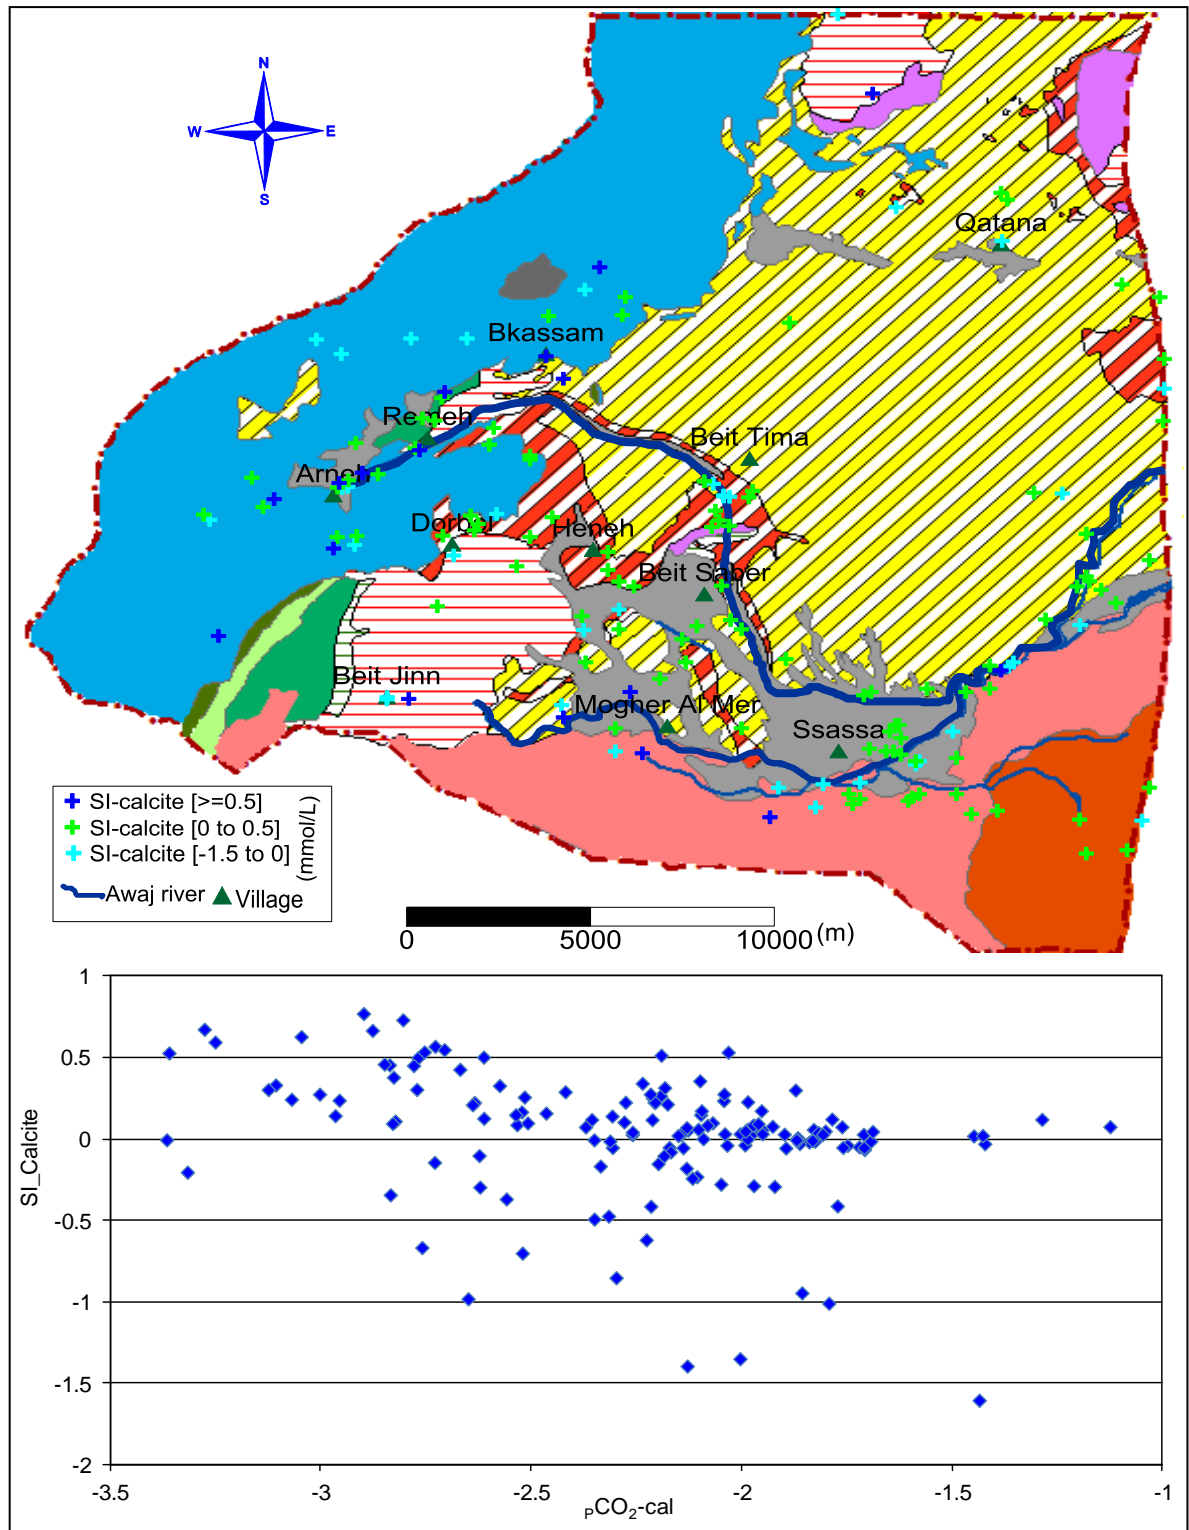 N
W E
S
Qatana
Bkassam
Remeh
Beit Tima
Arneh
Dorbol
Heneh
Beit Saber
Beit Jinn
Mogher Al Mer
Ssassa
SI-calcite [>=0.5]
SI-calcite [0 to 0.5]
SI-calcite [-1.5 to 0]
(mmol/L)
Awaj river Village
0 5000 10000 (m)
1
0.5
0
-0.5
-1
-1.5
-2
SI_Calcite
-3.5 -3 -2.5 -2 -1.5 -1
PCO2-cal